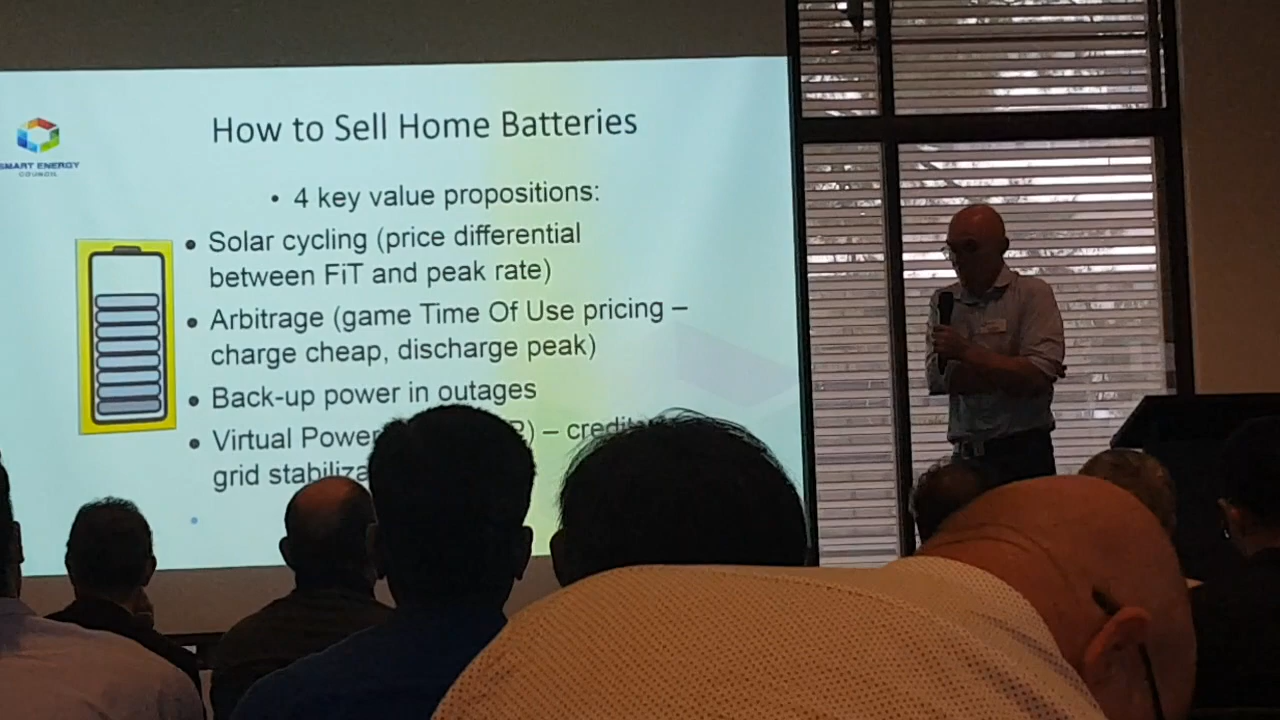 How to Sell Home Batteries
SMART ENERGY
COUNCIL
• 4 key value propositions:
• Solar cycling (price differential
between FiT and peak rate)
• Arbitrage (game Time Of Use pricing –
charge cheap, discharge peak)
• Back-up power in outages
• Virtual Power – 
grid